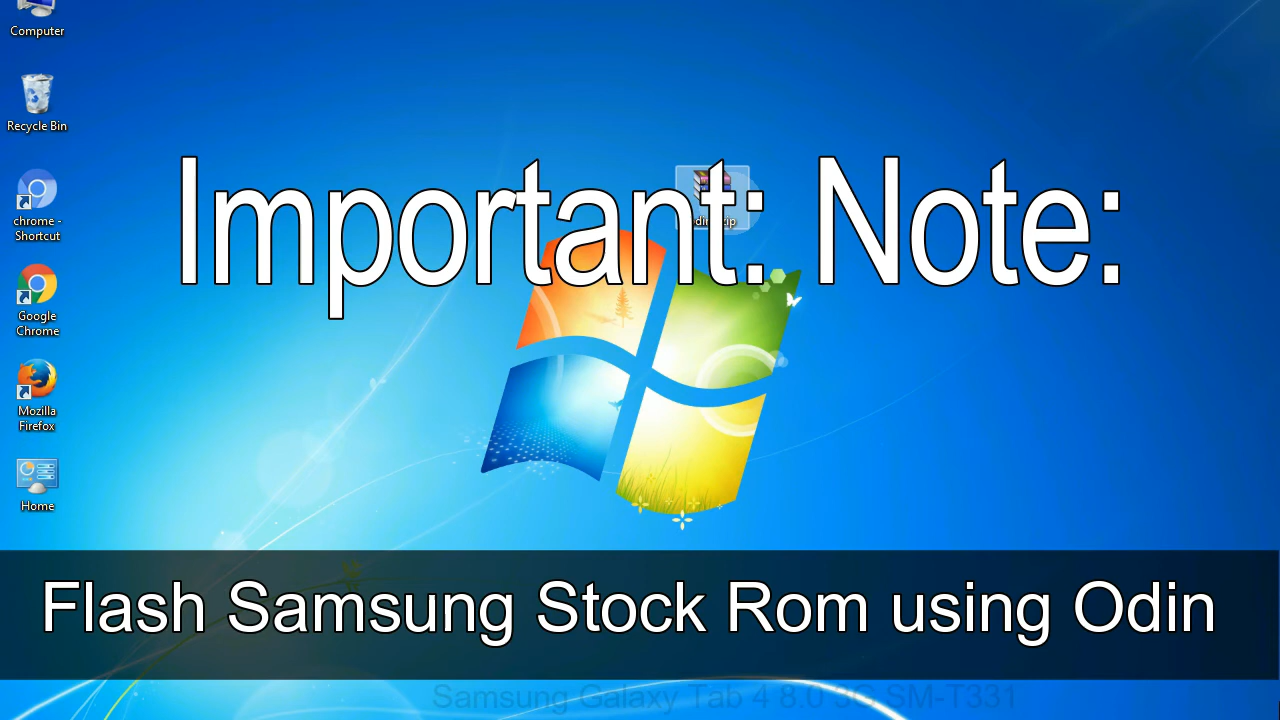 Computer
Recycle Bin
chrome -
Shortcut
Google
Chrome
Mozilla
Firefox
Home
Important: Note:
Flash Samsung Stock Rom using Odin
Samsung Galaxy Tab 4 8.0 3G SM-T331